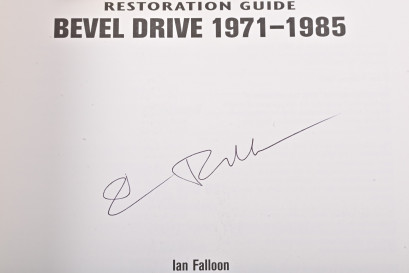 RESTORATION GUIDE
BEVEL DRIVE 1971–1985
Ian Falloon